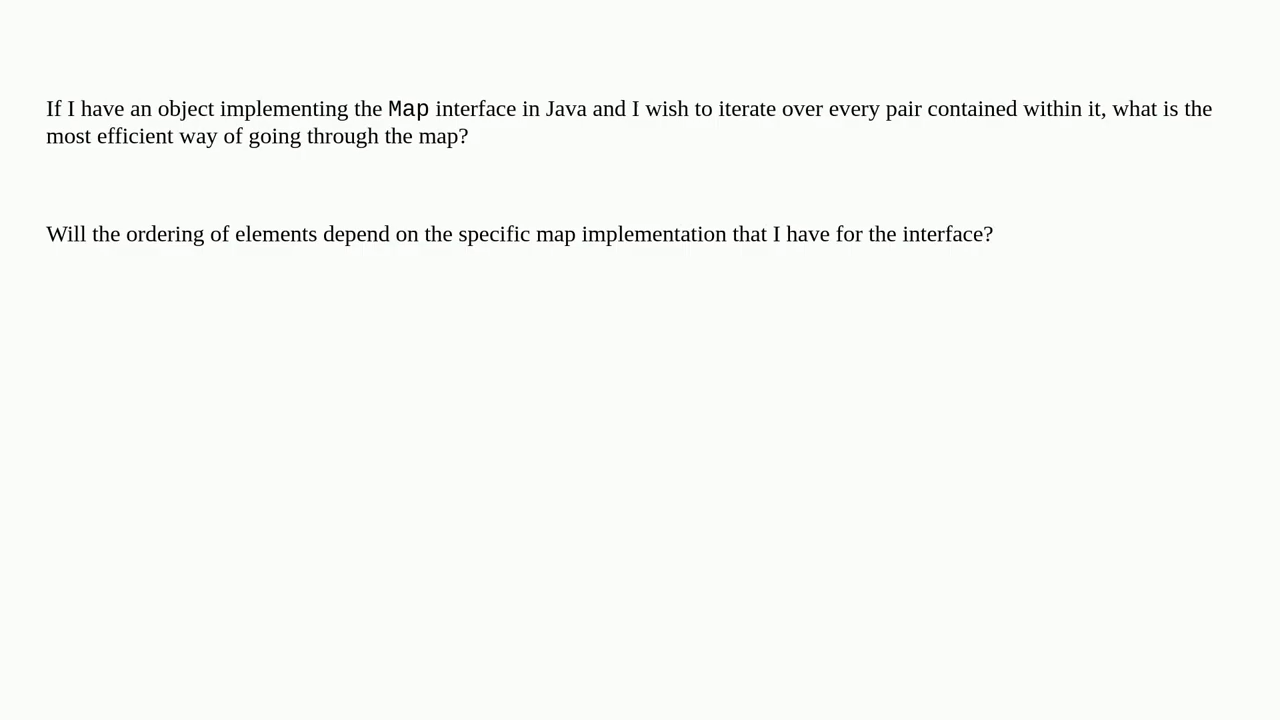 If I have an object implementing the Map interface in Java and I wish to iterate over every pair contained within it, what is the
most efficient way of going through the map?
Will the ordering of elements depend on the specific map implementation that I have for the interface?